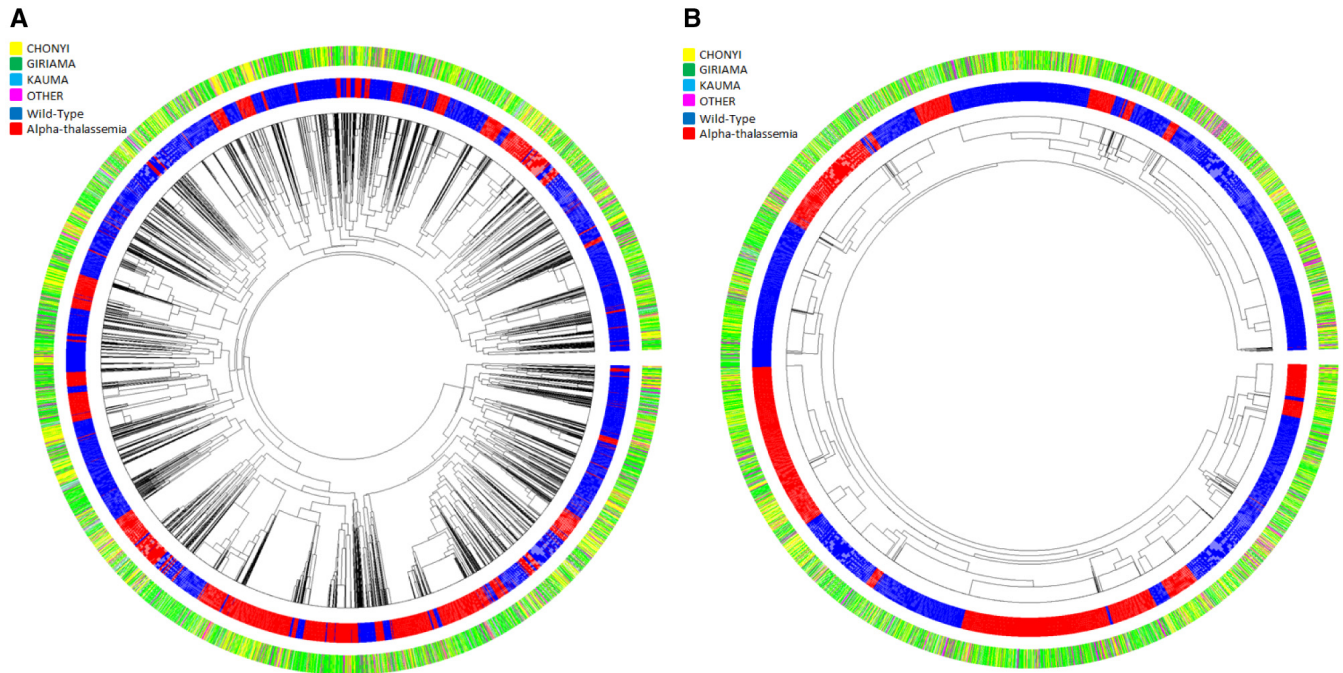 A
CHONYI
GIRIAMA
KAUMA
OTHER
Wild-Type
Alpha-thalassemia
B
CHONYI
GIRIAMA
KAUMA
OTHER
Wild-Type
Alpha-thalassemia